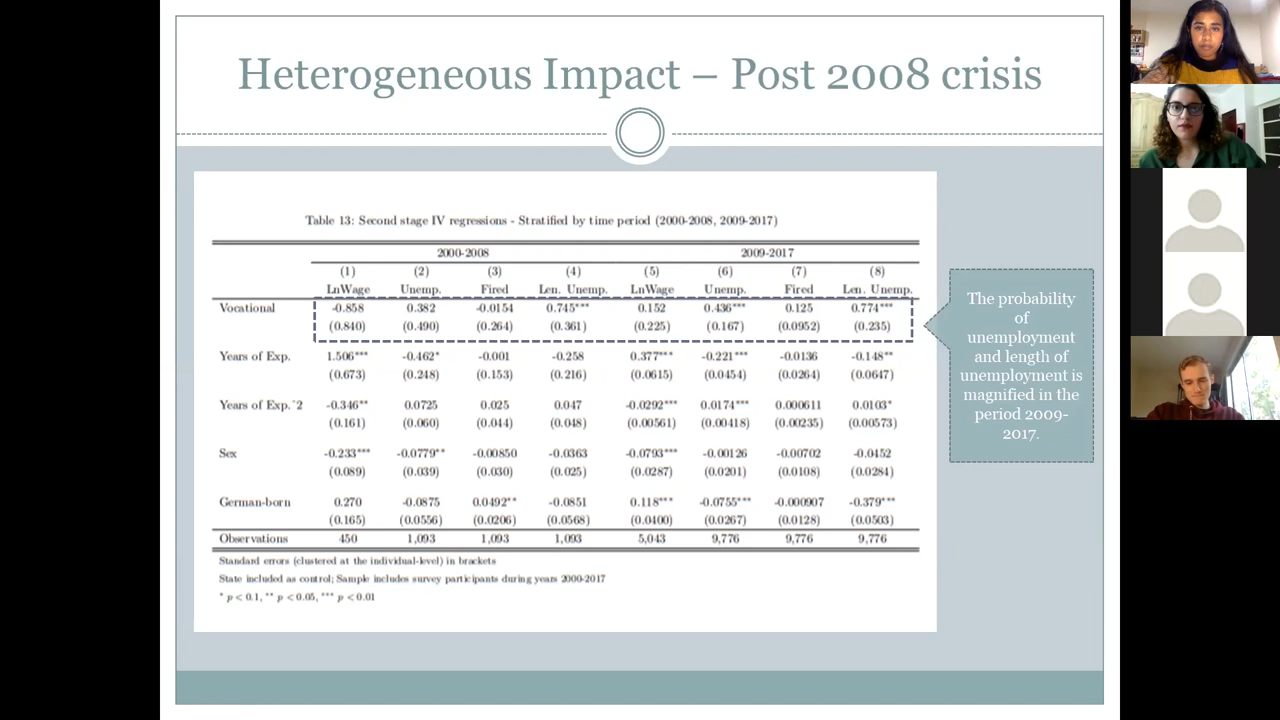 Heterogeneous Impact – Post 2008 crisis
Table 13: Second stage IV regressions - Stratified by time period (2000-2008, 2009-2017)
2000-2008 2009-2017
(1) (2) (3) (4) (5) (6) (7) (8)
LnWage Unemp. Fired Len. Unemp. LnWage Unemp. Fired Len. Unemp.
Vocational -0.858 0.382 -0.0154 0.745*** 0.152 0.436*** 0.125 0.774***
(0.840) (0.490) (0.264) (0.361) (0.225) (0.167) (0.0952) (0.235)
Years of Exp. 1.506*** -0.462* -0.001 -0.258 0.377*** -0.221*** -0.0136 -0.148**
(0.673) (0.248) (0.153) (0.216) (0.0615) (0.0454) (0.0264) (0.0647)
Years of Exp.^2 -0.346** 0.0725 0.025 0.047 -0.0292*** 0.0174*** 0.000611 0.0103*
(0.161) (0.060) (0.044) (0.048) (0.00561) (0.00418) (0.00235) (0.00573)
Sex -0.233*** -0.0779** -0.00850 -0.0363 -0.0793*** -0.00126 -0.00702 -0.0452
(0.089) (0.039) (0.030) (0.025) (0.0287) (0.0201) (0.0108) (0.0284)
German-born 0.270 -0.0875 0.0492** -0.0851 0.118*** -0.0755*** -0.000907 -0.379***
(0.165) (0.0556) (0.0206) (0.0568) (0.0400) (0.0267) (0.0128) (0.0503)
Observations 450 1,093 1,093 1,093 5,043 9,776 9,776 9,776
Standard errors (clustered at the individual-level) in brackets
State included as control; Sample includes survey participants during years 2000-2017
* p < 0.1, ** p < 0.05, *** p < 0.01
The probability
of
unemployment
and length of
unemployment is
magnified in the
period 2009-
2017.